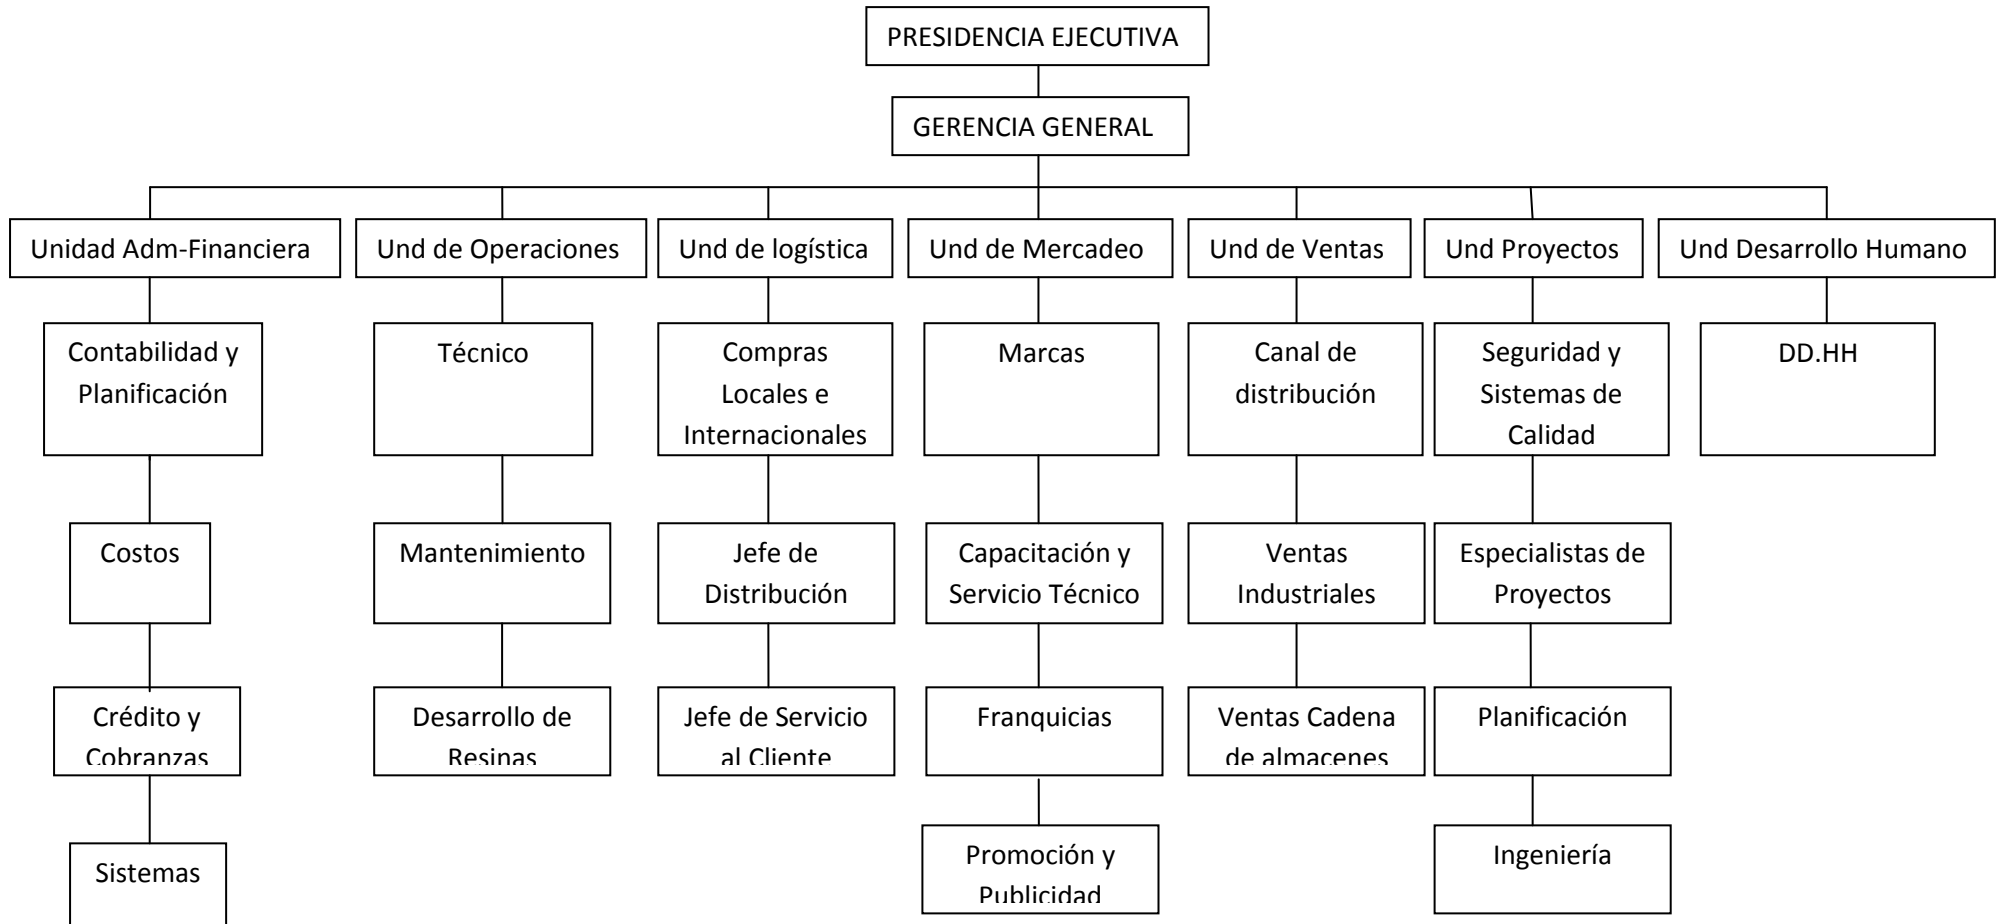 PRESIDENCIA EJECUTIVA
GERENCIA GENERAL
Unidad Adm-Financiera
Und de Operaciones
Und de logística
Und de Mercadeo
Und de Ventas
Und Proyectos
Und Desarrollo Humano
Contabilidad y
Planificación
Técnico
Compras
Locales e
Internacionales
Marcas
Canal de
distribución
Seguridad y
Sistemas de
Calidad
DD.HH
Costos
Mantenimiento
Jefe de
Distribución
Capacitación y
Servicio Técnico
Ventas
Industriales
Especialistas de
Proyectos
Crédito y
Cobranzas
Desarrollo de
Resinas
Jefe de Servicio
al Cliente
Franquicias
Ventas Cadena
de almacenes
Planificación
Sistemas
Promoción y
Publicidad
Ingeniería